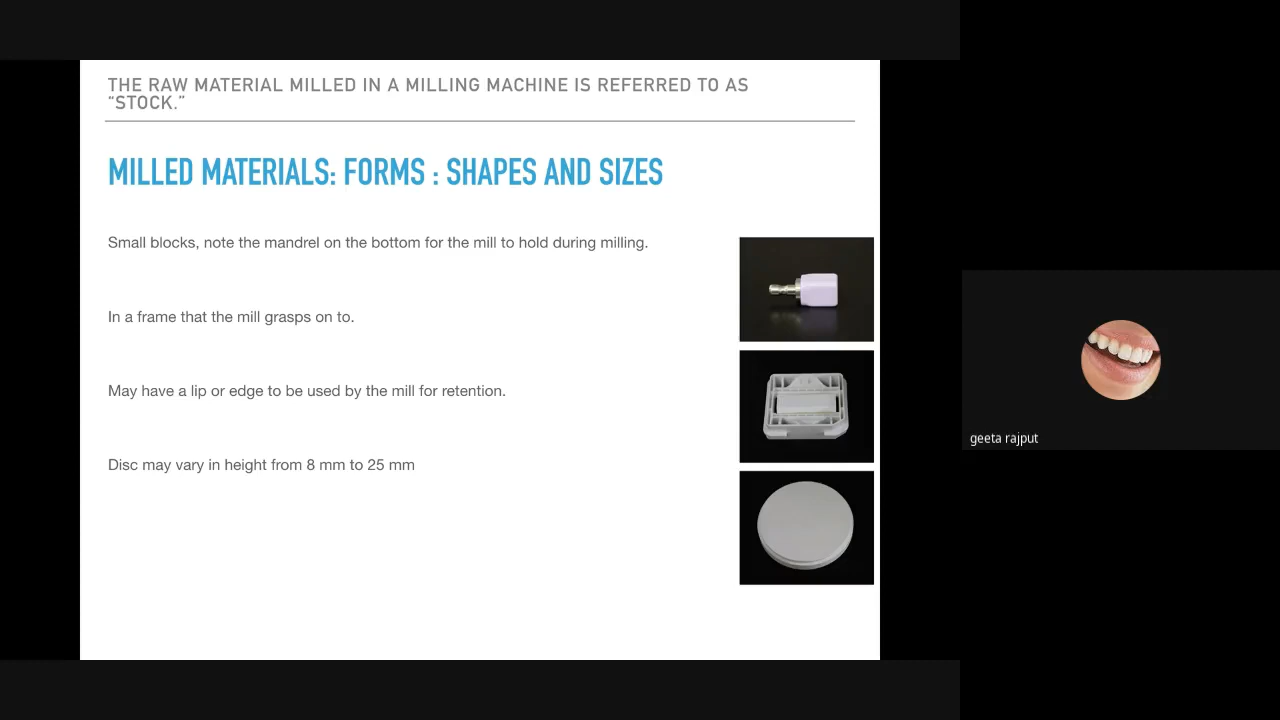 THE RAW MATERIAL MILLED IN A MILLING MACHINE IS REFERRED TO AS
“STOCK.”
MILLED MATERIALS: FORMS : SHAPES AND SIZES
Small blocks, note the mandrel on the bottom for the mill to hold during milling.
In a frame that the mill grasps on to.
May have a lip or edge to be used by the mill for retention.
Disc may vary in height from 8 mm to 25 mm
geeta rajput